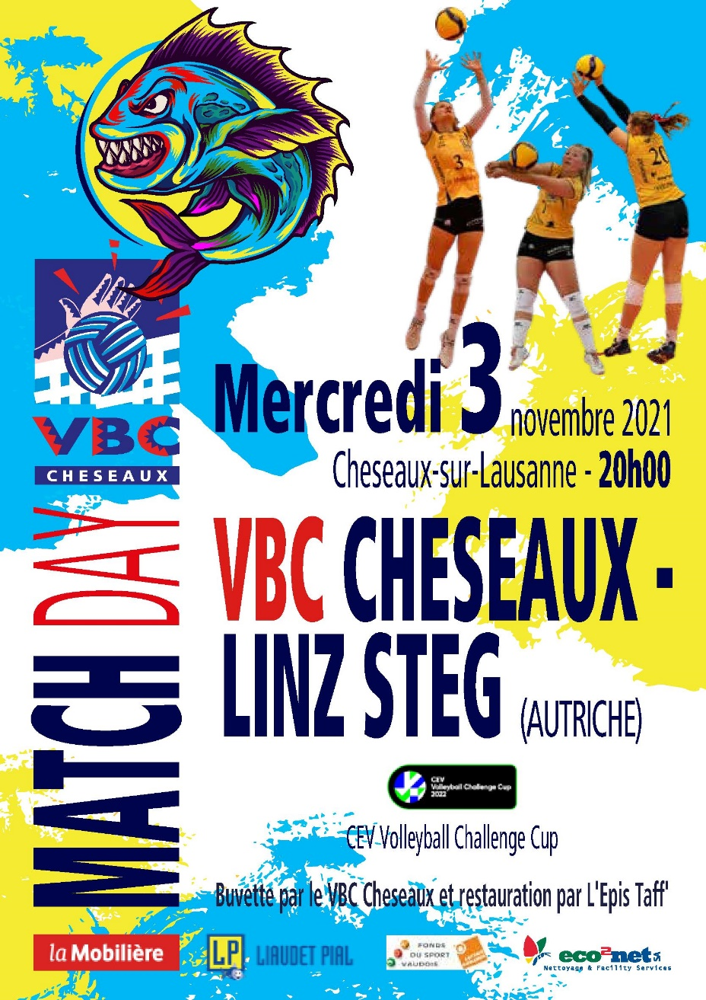 3
20
VBC
CHESEAUX
MATCH DAY
Mercredi 3 novembre 2021
Cheseaux-sur-Lausanne - 20h00
VBC CHESEAUX -
LINZ STEG (AUTRICHE)
CEV
Volleyball Challenge Cup
2022
CEV Volleyball Challenge Cup
Buvette par le VBC Cheseaux et restauration par L'Epis Taff'
la Mobilière
LP LIAUDET PIAL
FONDS
DU SPORT
VAUDOIS
eco2net
Nettoyage & Facility Services